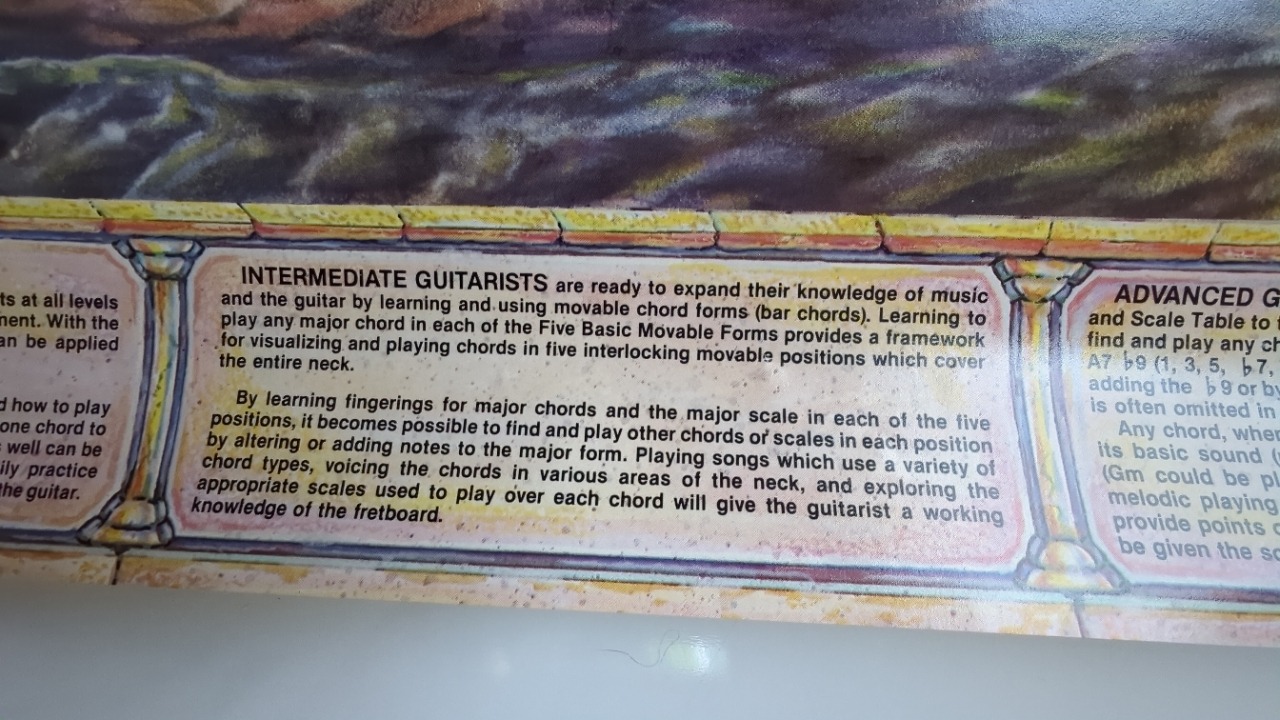 ts at all levels
ment. With the
an be applied
d how to play
one chord to
well can be
ily practice
the guitar.
INTERMEDIATE GUITARISTS are ready to expand their knowledge of music
and the guitar by learning and using movable chord forms (bar chords). Learning to
play any major chord in each of the Five Basic Movable Forms provides a framework
for visualizing and playing chords in five interlocking movable positions which cover
the entire neck.
By learning fingerings for major chords and the major scale in each of the five
positions, it becomes possible to find and play other chords or scales in each position
by altering or adding notes to the major form. Playing songs which use a variety of
chord types, voicing the chords in various areas of the neck, and exploring the
appropriate scales used to play over each chord will give the guitarist a working
knowledge of the fretboard.
ADVANCED G
and Scale Table to
find and play any ch
A7 ♭9 (1, 3, 5, ♭7,
adding the ♭9 or by
is often omitted in
Any chord, when
its basic sound (
(Gm could be pl
melodic playing
provide points
be given the sc